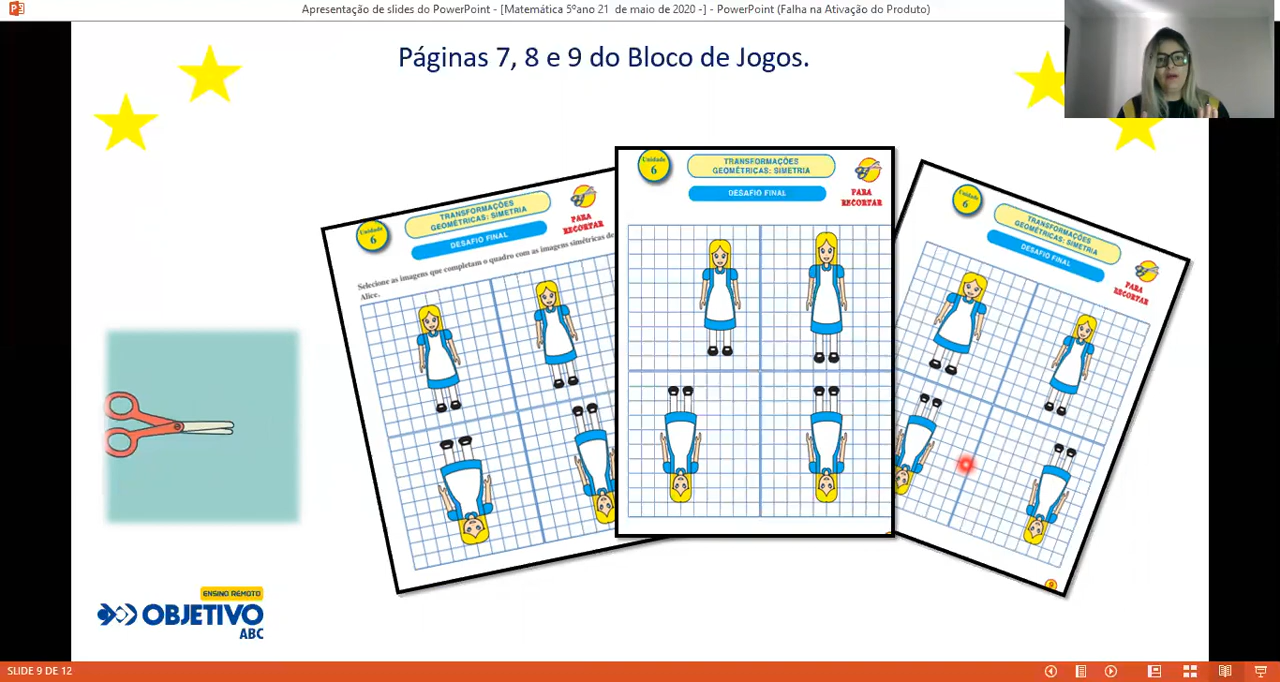 Apresentação de slides do PowerPoint - [Matemática 5ºano 21 de maio de 2020 -] - PowerPoint (Falha na Ativação do Produto)
Páginas 7, 8 e 9 do Bloco de Jogos.
Unidade
6
TRANSFORMAÇÕES
GEOMÉTRICAS: SIMETRIA
DESAFIO FINAL
PARA
RECORTAR
Selecione as imagens que completam o quadro com as imagens simétricas de
Alice.
Unidade
6
TRANSFORMAÇÕES
GEOMÉTRICAS: SIMETRIA
DESAFIO FINAL
PARA
RECORTAR
Unidade
6
TRANSFORMAÇÕES
GEOMÉTRICAS: SIMETRIA
DESAFIO FINAL
PARA
RECORTAR
9
ENSINO REMOTO
OBJETIVO
ABC
SLIDE 9 DE 12